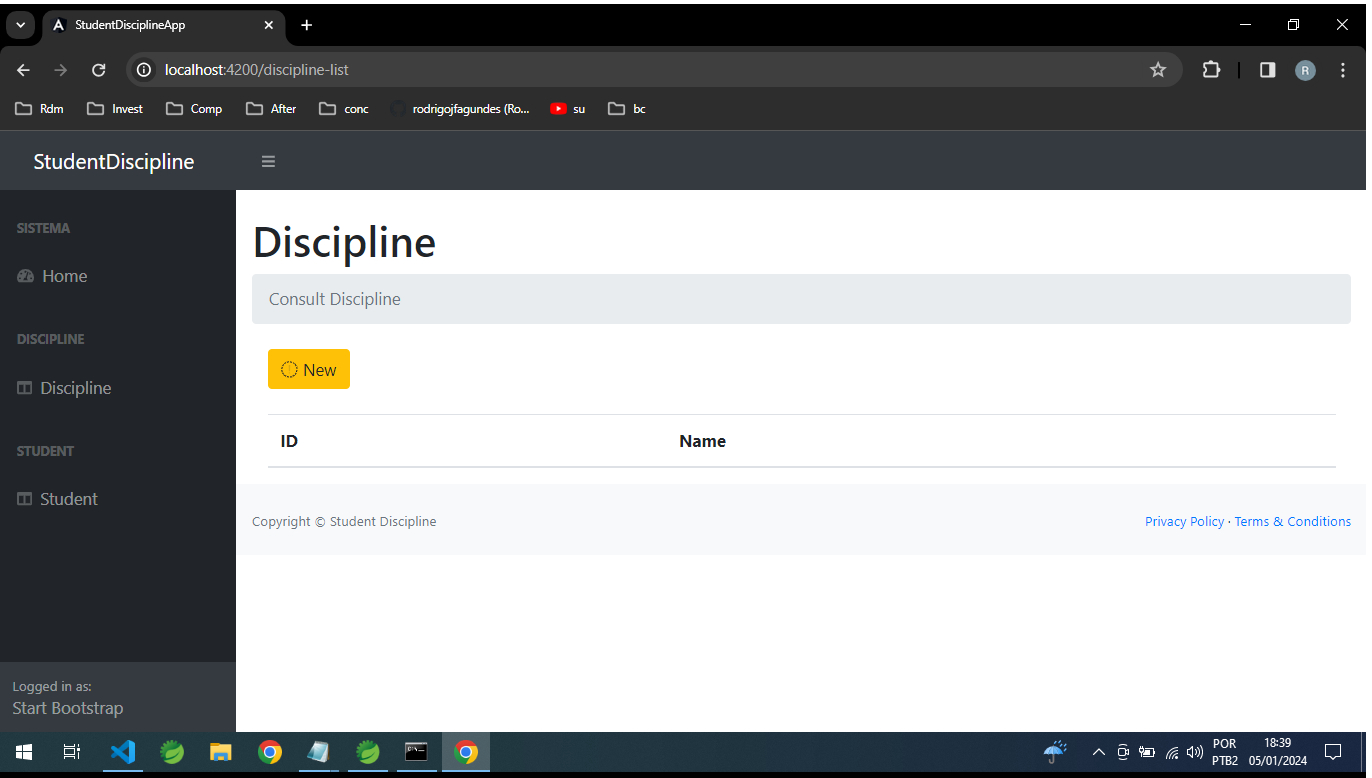 StudentDisciplineApp
localhost:4200/discipline-list
Rdm Invest Comp After conc rodrigojfagundes (Ro... su bc
R
StudentDiscipline
SISTEMA
Home
DISCIPLINE
Discipline
STUDENT
Student
Logged in as:
Start Bootstrap
Discipline
Consult Discipline
New
ID Name
Copyright © Student Discipline
Privacy Policy · Terms & Conditions
POR
PTB2
18:39
05/01/2024